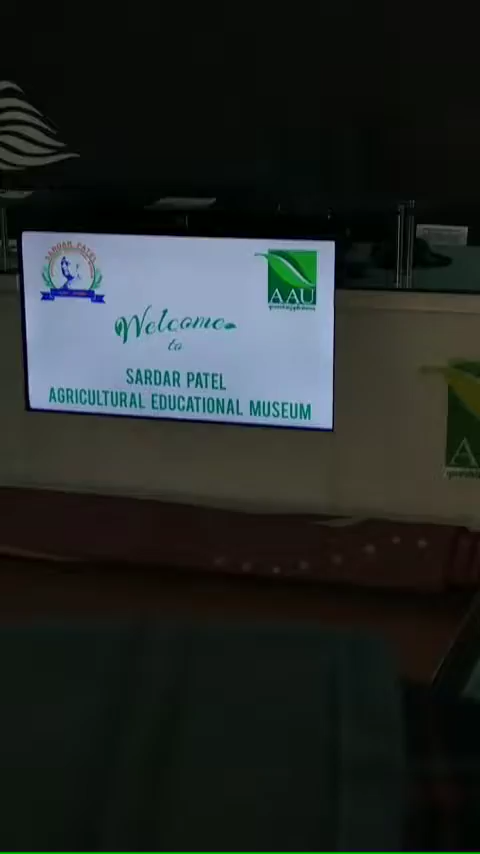 SARDAR PATEL
AAU
Welcome
to
SARDAR PATEL
AGRICULTURAL EDUCATIONAL MUSEUM
A